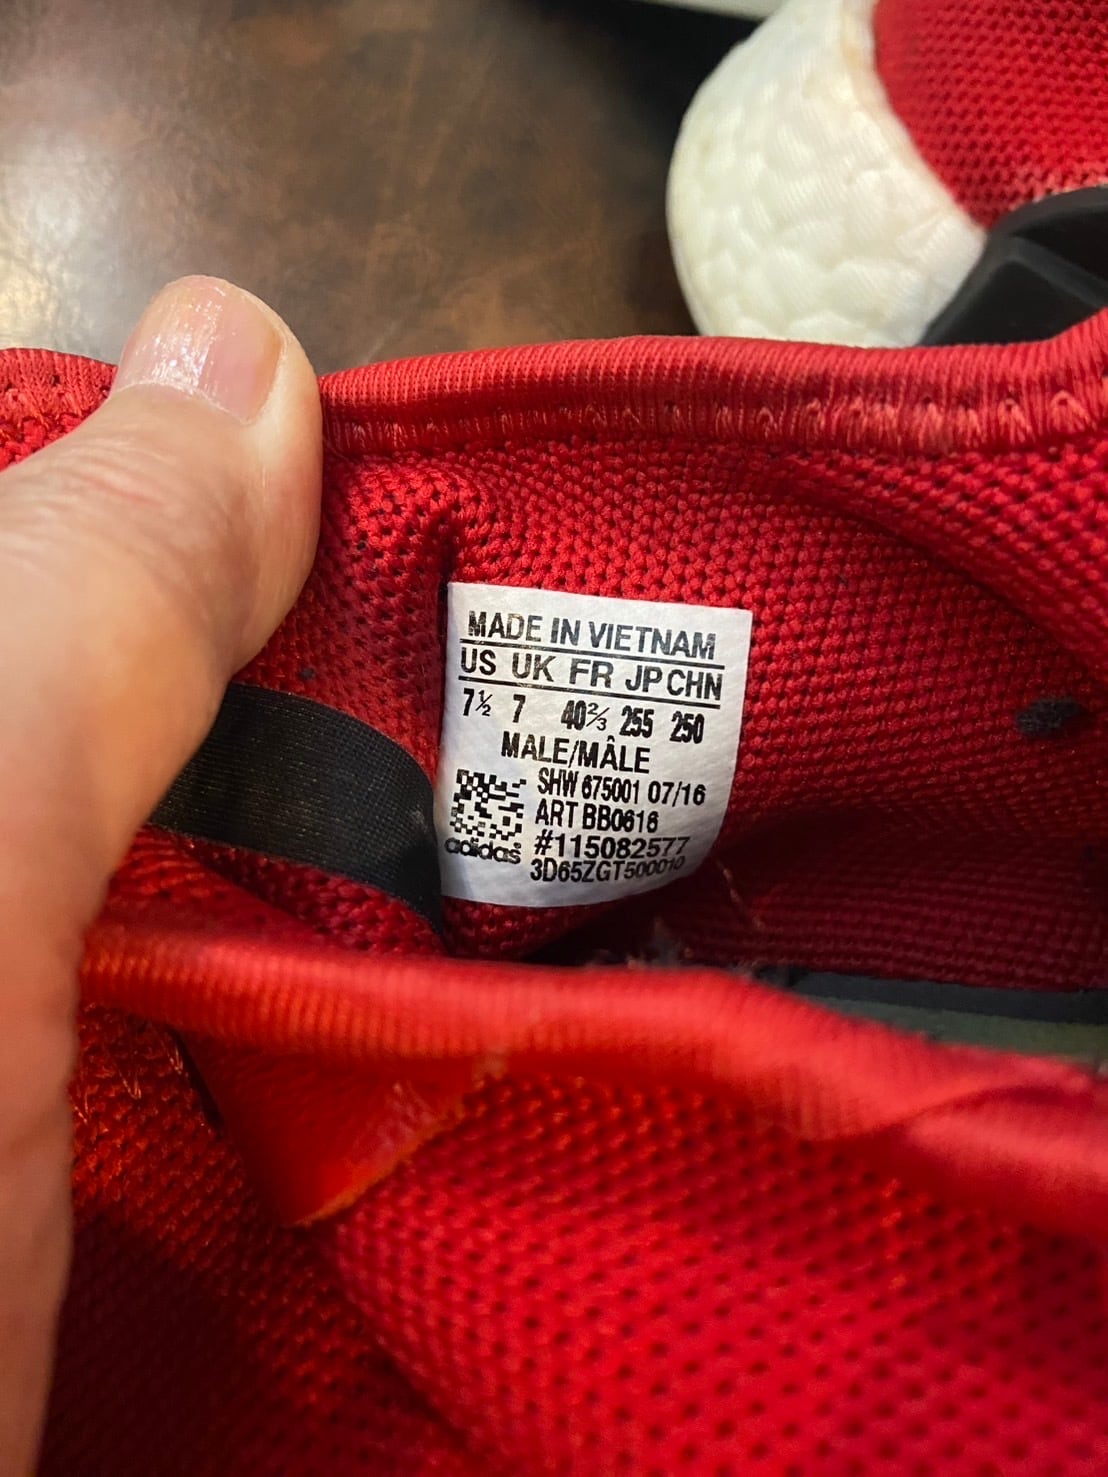 MADE IN VIETNAM
US UK FR JP CHN
7½ 7 40⅔ 255 250
MALE/MÂLE
SHW 675001 07/16
ART BB0616
#115082577
adidas 3D65ZGT500010